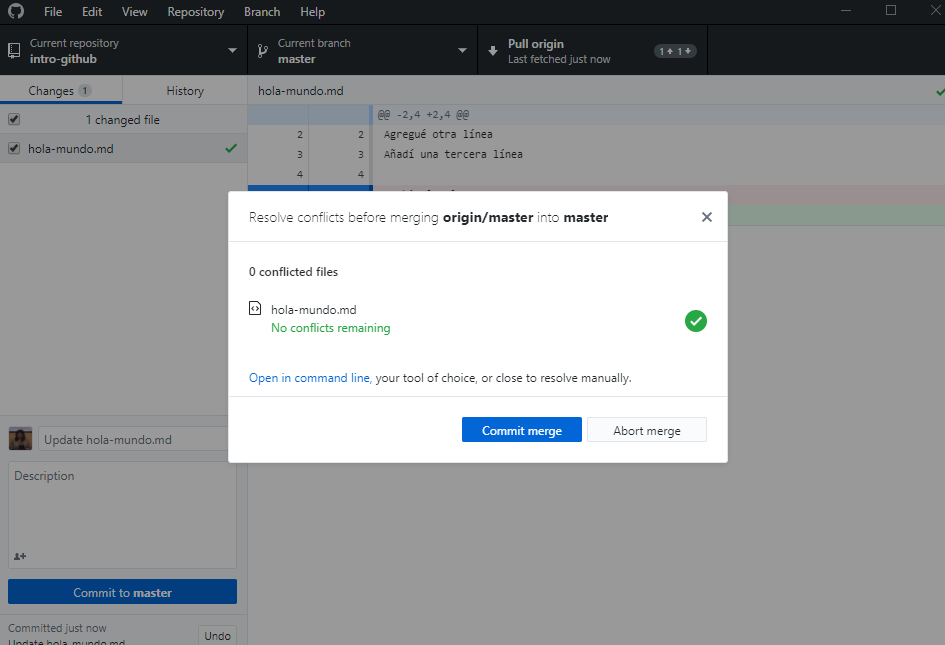 File Edit View Repository Branch Help
Current repository
intro-github
Current branch
master
Pull origin
Last fetched just now
1 1
Changes 1 History
hola-mundo.md
1 changed file
hola-mundo.md
@@ -2,4 +2,4 @@
2 2 Agregué otra línea
3 3 Añadí una tercera línea
4 4
Resolve conflicts before merging origin/master into master
0 conflicted files
hola-mundo.md
No conflicts remaining
Open in command line, your tool of choice, or close to resolve manually.
Commit merge
Abort merge
Update hola-mundo.md
Description
Commit to master
Committed just now
Update hola-mundo.md
Undo